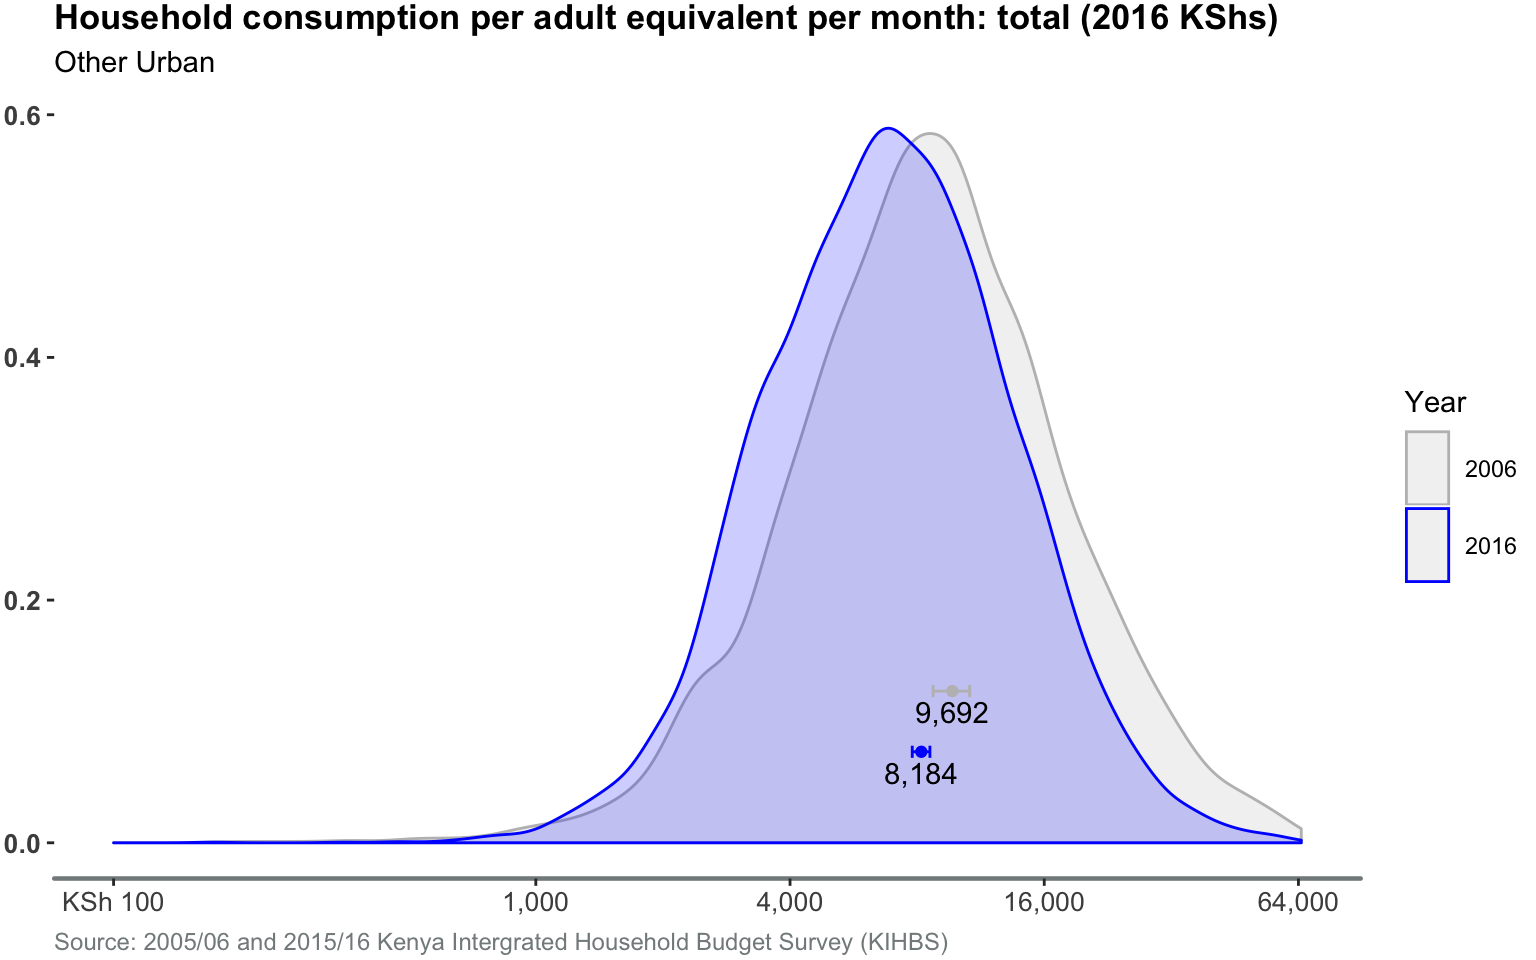 Household consumption per adult equivalent per month: total (2016 KShs)
Other Urban
0.6
0.4
0.2
0.0
9,692
8,184
Year
2006
2016
KSh 100 1,000 4,000 16,000 64,000
Source: 2005/06 and 2015/16 Kenya Intergrated Household Budget Survey (KIHBS)